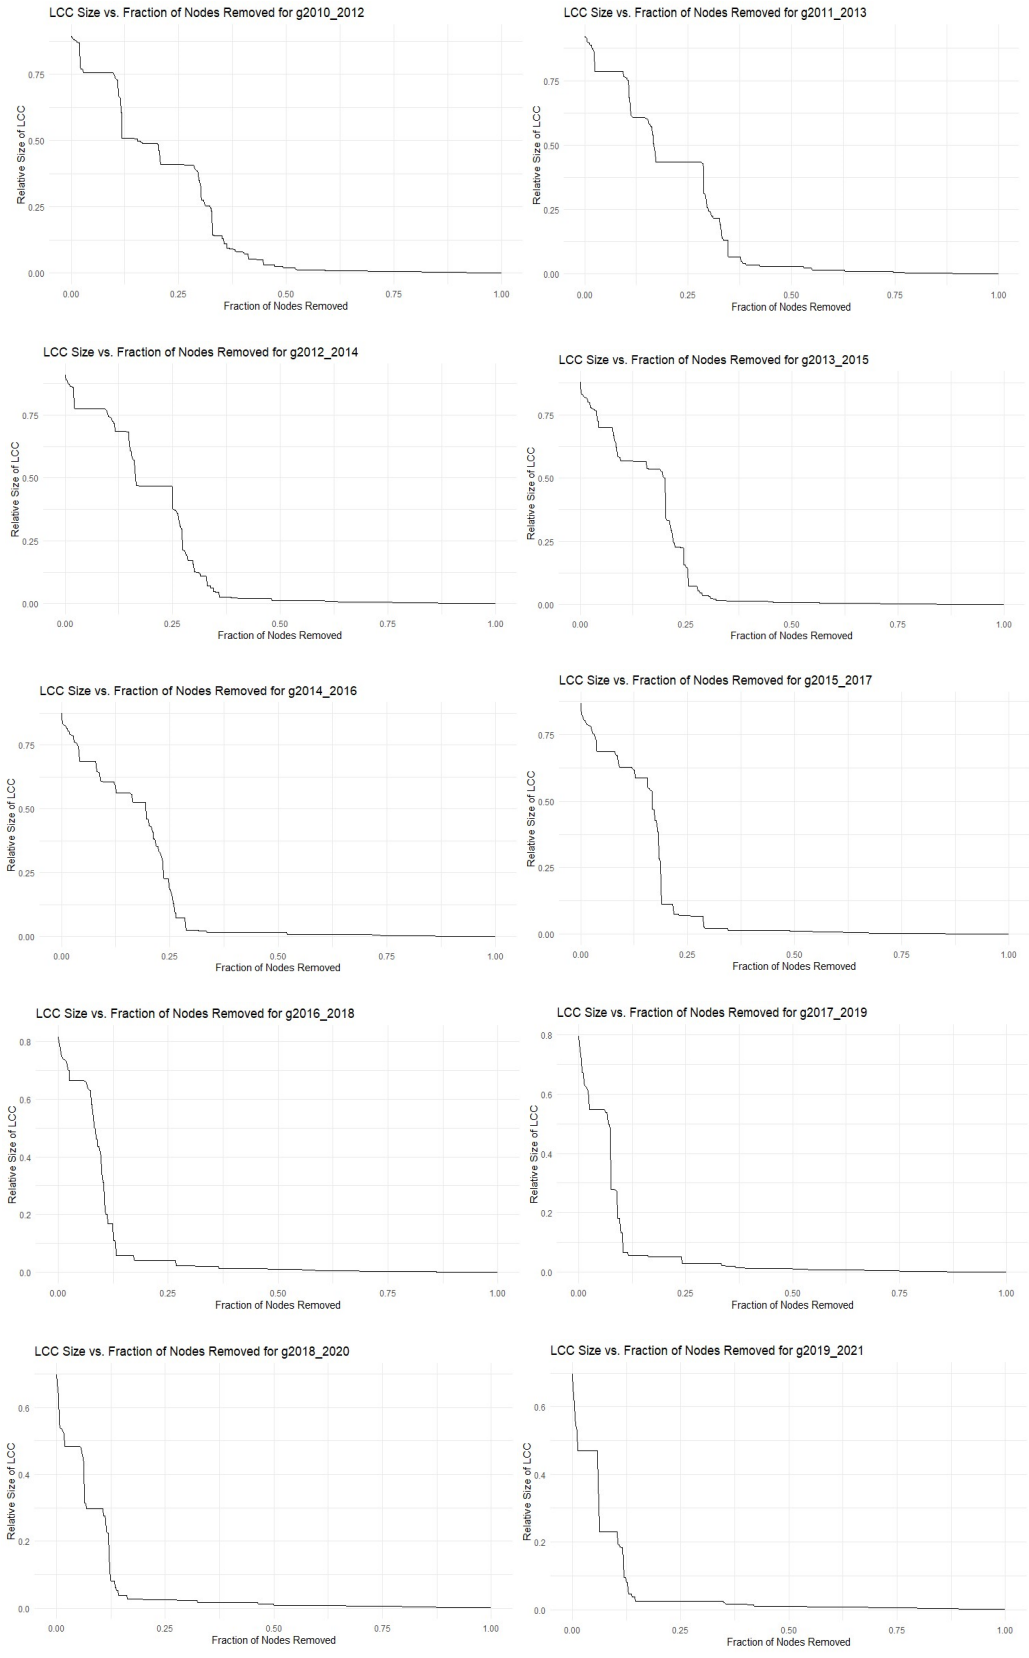 LCC Size vs. Fraction of Nodes Removed for g2010_2012
Relative Size of LCC
0.75
0.50
0.25
0.00
0.00 0.25 0.50 0.75 1.00
Fraction of Nodes Removed
LCC Size vs. Fraction of Nodes Removed for g2011_2013
Relative Size of LCC
0.75
0.50
0.25
0.00
0.00 0.25 0.50 0.75 1.00
Fraction of Nodes Removed
LCC Size vs. Fraction of Nodes Removed for g2012_2014
Relative Size of LCC
0.75
0.50
0.25
0.00
0.00 0.25 0.50 0.75 1.00
Fraction of Nodes Removed
LCC Size vs. Fraction of Nodes Removed for g2013_2015
Relative Size of LCC
0.75
0.50
0.25
0.00
0.00 0.25 0.50 0.75 1.00
Fraction of Nodes Removed
LCC Size vs. Fraction of Nodes Removed for g2014_2016
Relative Size of LCC
0.75
0.50
0.25
0.00
0.00 0.25 0.50 0.75 1.00
Fraction of Nodes Removed
LCC Size vs. Fraction of Nodes Removed for g2015_2017
Relative Size of LCC
0.75
0.50
0.25
0.00
0.00 0.25 0.50 0.75 1.00
Fraction of Nodes Removed
LCC Size vs. Fraction of Nodes Removed for g2016_2018
Relative Size of LCC
0.8
0.6
0.4
0.2
0.0
0.00 0.25 0.50 0.75 1.00
Fraction of Nodes Removed
LCC Size vs. Fraction of Nodes Removed for g2017_2019
Relative Size of LCC
0.8
0.6
0.4
0.2
0.0
0.00 0.25 0.50 0.75 1.00
Fraction of Nodes Removed
LCC Size vs. Fraction of Nodes Removed for g2018_2020
Relative Size of LCC
0.6
0.4
0.2
0.0
0.00 0.25 0.50 0.75 1.00
Fraction of Nodes Removed
LCC Size vs. Fraction of Nodes Removed for g2019_2021
Relative Size of LCC
0.6
0.4
0.2
0.0
0.00 0.25 0.50 0.75 1.00
Fraction of Nodes Removed